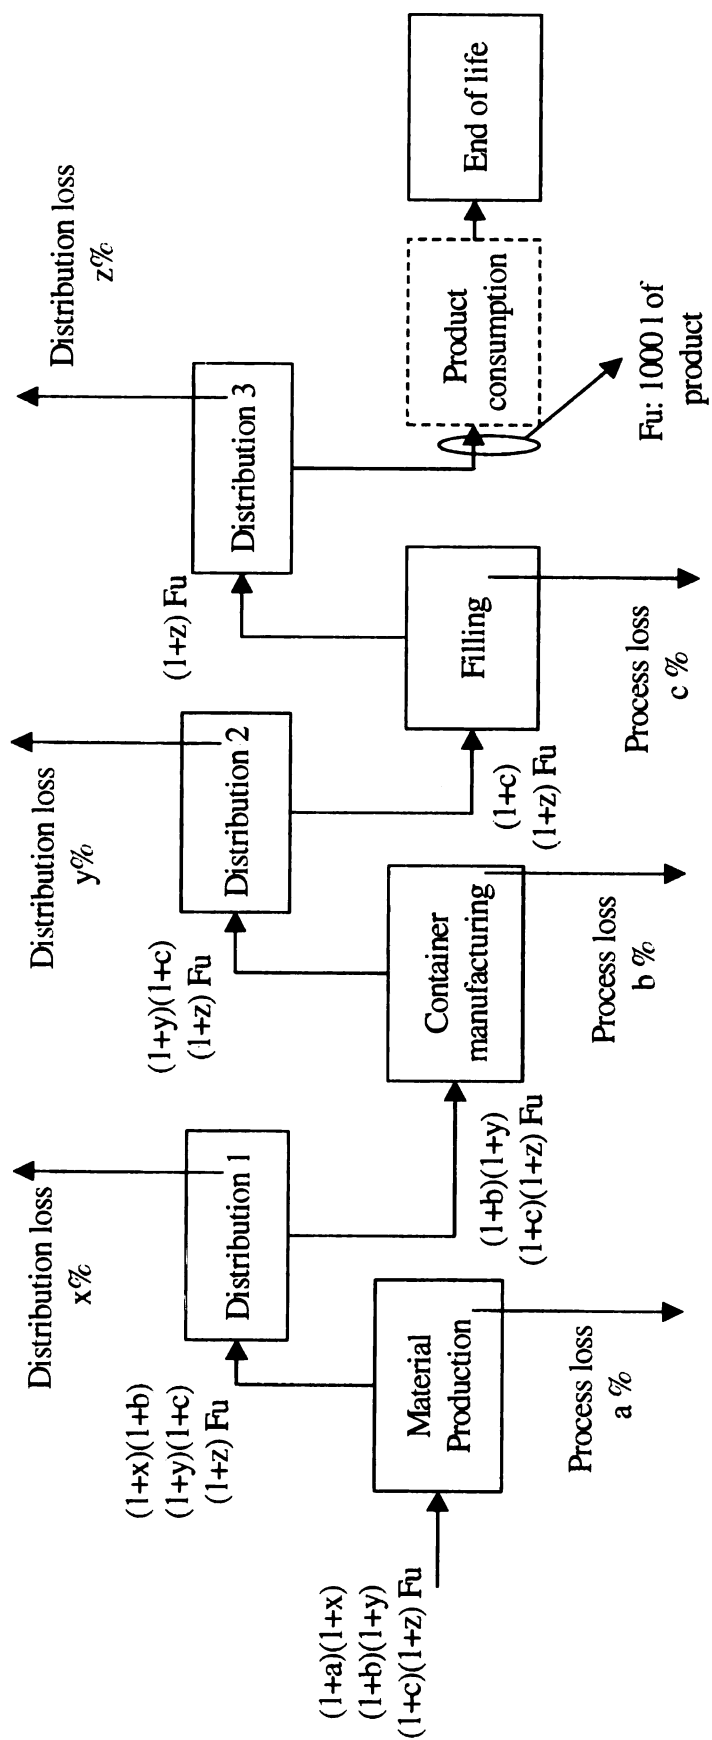 (1+a)(1+x)
(1+b)(1+y)
(1+c)(1+z) Fu
Material
Production
Process loss
a %
(1+x)(1+b)
(1+y)(1+c)
(1+z) Fu
Distribution 1
Distribution loss
x%
(1+b)(1+y)
(1+c)(1+z) Fu
Container
manufacturing
Process loss
b %
(1+y)(1+c)
(1+z) Fu
Distribution 2
Distribution loss
y%
(1+c)
(1+z) Fu
Filling
Process loss
c %
(1+z) Fu
Distribution 3
Distribution loss
z%
Product
consumption
Fu: 1000 l of
product
End of life